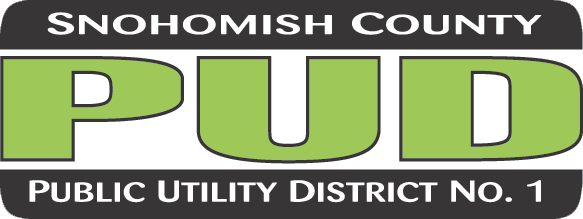 SNOHOMISH COUNTY
PUD
PUBLIC UTILITY DISTRICT NO. 1